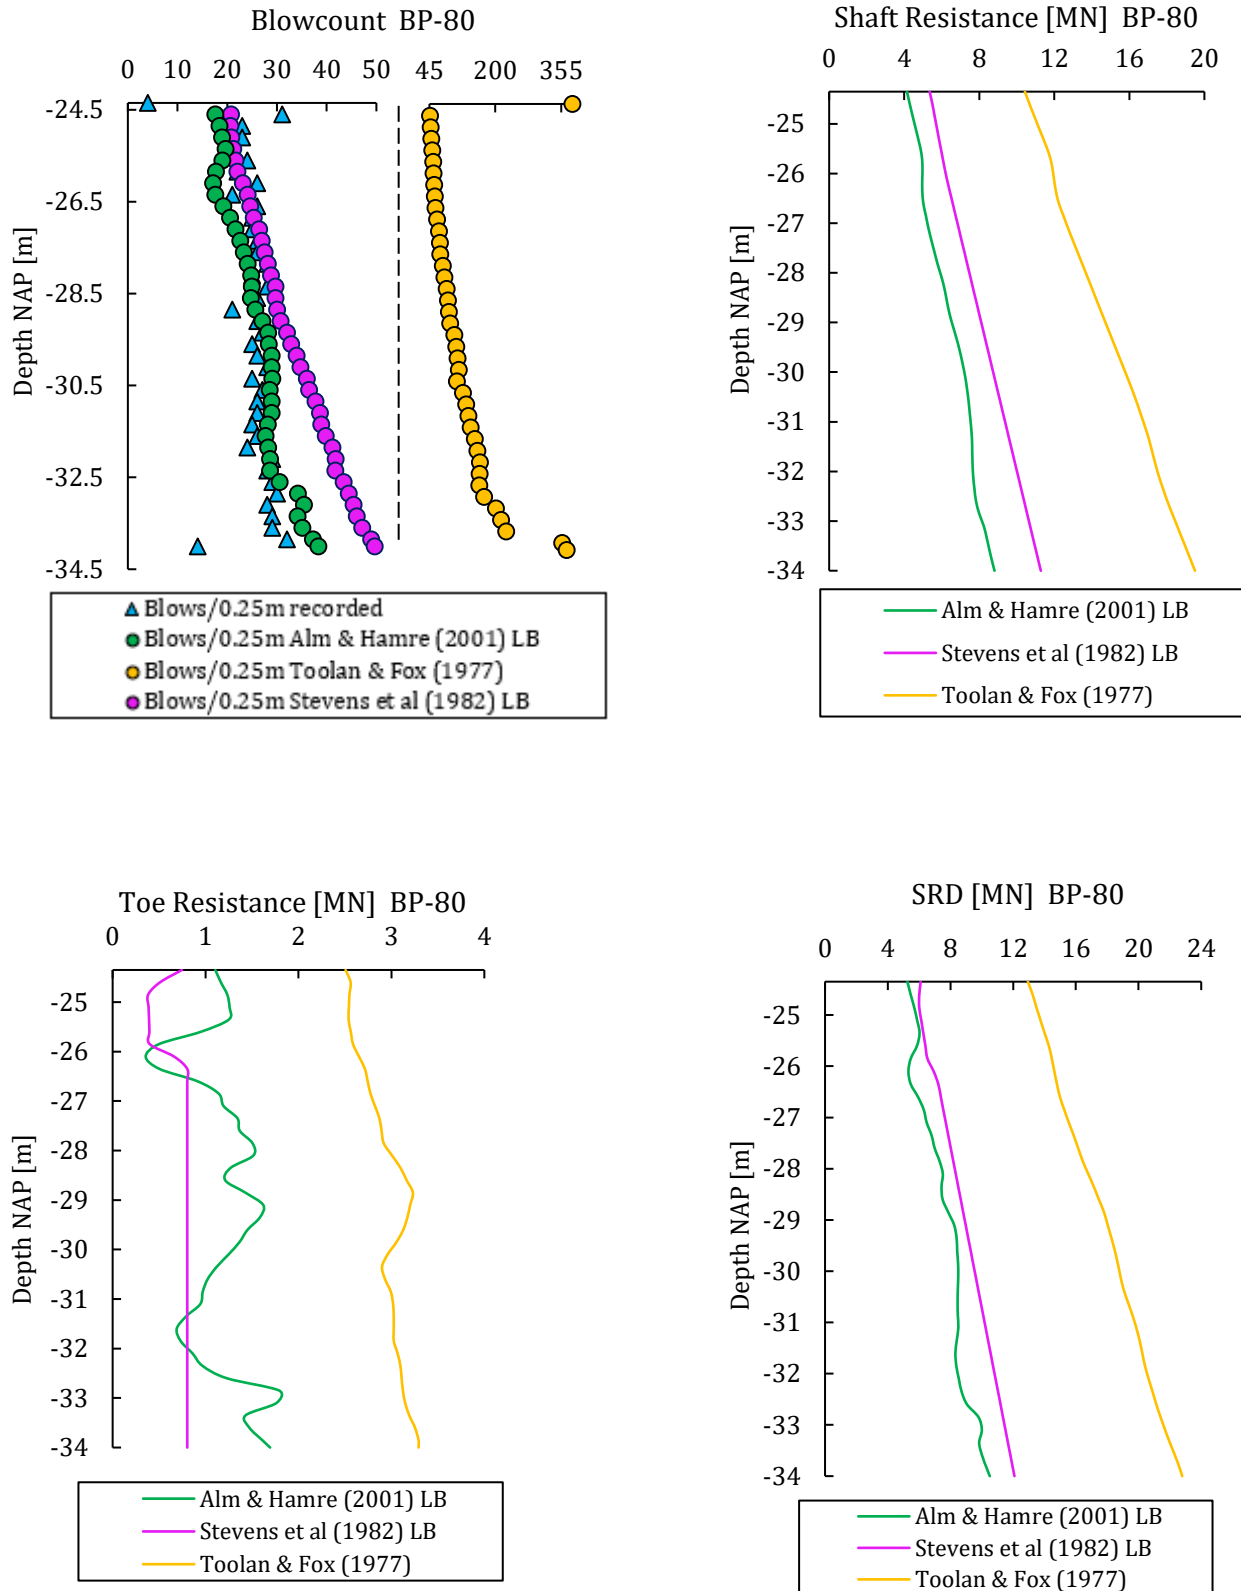 Blowcount BP-80
0 10 20 30 40 50 45 200 355
-24.5
-26.5
-28.5
-30.5
-32.5
-34.5
Depth NAP [m]
Blows/0.25m recorded
Blows/0.25m Alm & Hamre (2001) LB
Blows/0.25m Toolan & Fox (1977)
Blows/0.25m Stevens et al (1982) LB
Shaft Resistance [MN] BP-80
0 4 8 12 16 20
-25
-26
-27
-28
-29
-30
-31
-32
-33
-34
Depth NAP [m]
Alm & Hamre (2001) LB
Stevens et al (1982) LB
Toolan & Fox (1977)
Toe Resistance [MN] BP-80
0 1 2 3 4
-25
-26
-27
-28
-29
-30
-31
-32
-33
-34
Depth NAP [m]
Alm & Hamre (2001) LB
Stevens et al (1982) LB
Toolan & Fox (1977)
SRD [MN] BP-80
0 4 8 12 16 20 24
-25
-26
-27
-28
-29
-30
-31
-32
-33
-34
Depth NAP [m]
Alm & Hamre (2001) LB
Stevens et al (1982) LB
Toolan & Fox (1977)